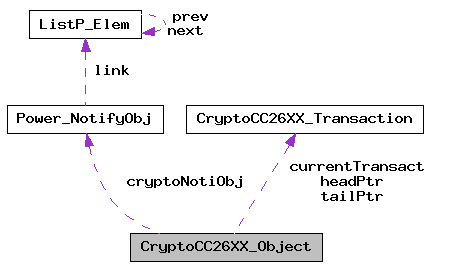 ListP_Elem
prev
next
link
Power_NotifyObj
CryptoCC26XX_Transaction
cryptoNotiObj
currentTransact
headPtr
tailPtr
CryptoCC26XX_Object